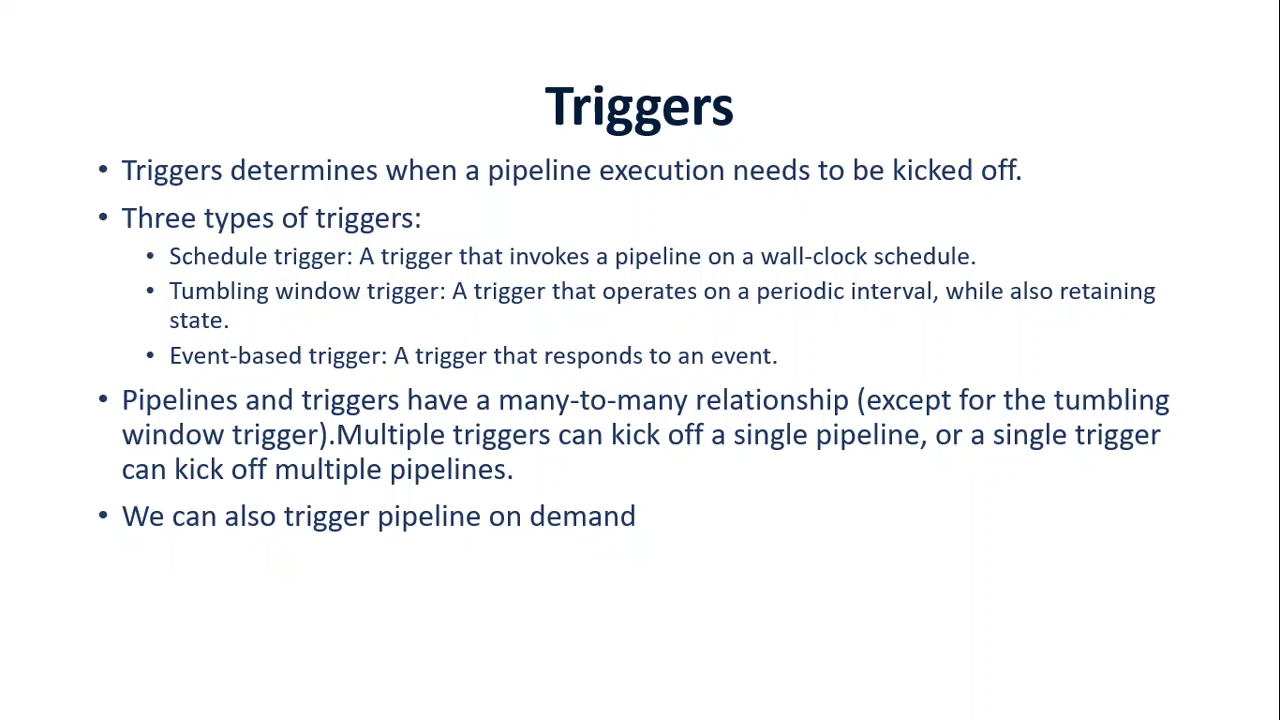 Triggers
• Triggers determines when a pipeline execution needs to be kicked off.
• Three types of triggers:
• Schedule trigger: A trigger that invokes a pipeline on a wall-clock schedule.
• Tumbling window trigger: A trigger that operates on a periodic interval, while also retaining
state.
• Event-based trigger: A trigger that responds to an event.
• Pipelines and triggers have a many-to-many relationship (except for the tumbling
window trigger).Multiple triggers can kick off a single pipeline, or a single trigger
can kick off multiple pipelines.
• We can also trigger pipeline on demand